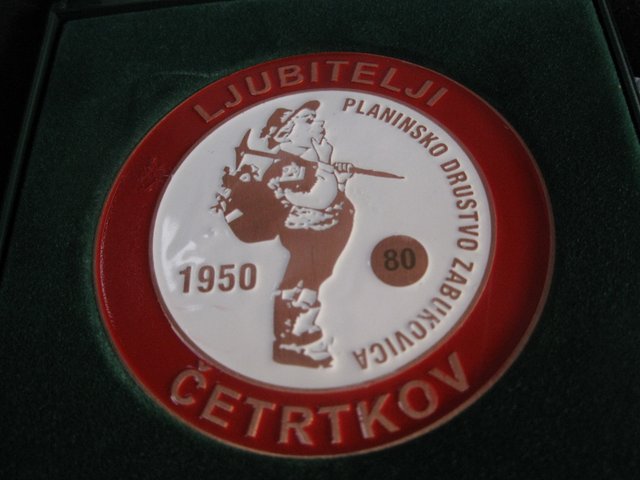 LJUBITELJI
PLANINSKO DRUSTVO ZABUKOVICA
1950
80
ČETRTKOV